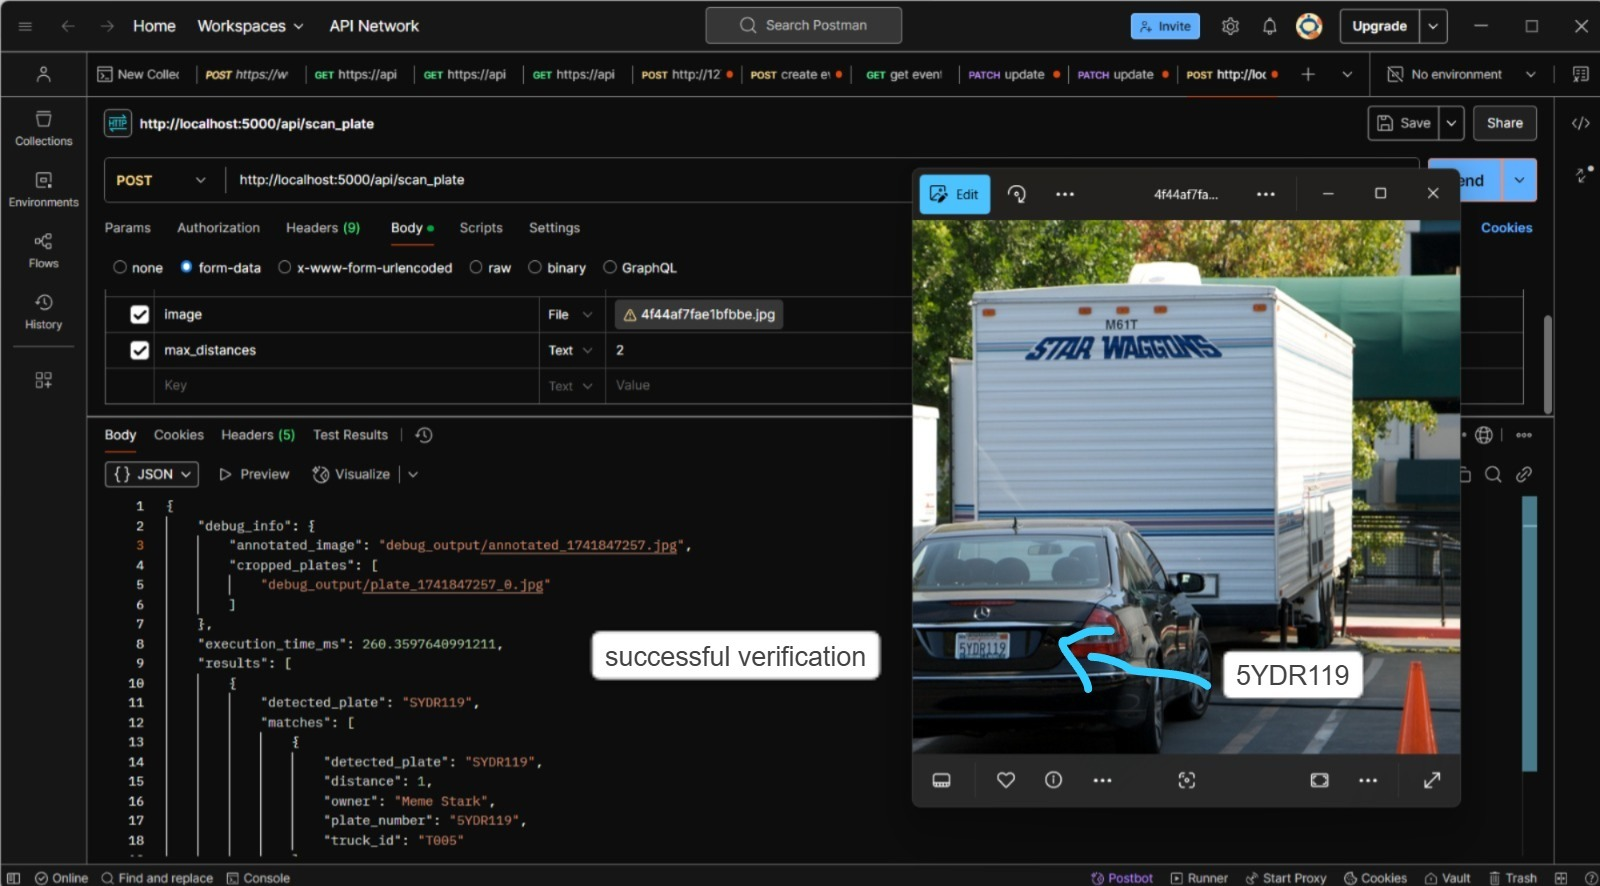 Home Workspaces API Network Search Postman Invite Upgrade
New Collec POST https://w GET https://api GET https://api GET https://api POST http://12 POST create ev GET get event PATCH update PATCH update POST http://loc No environment
HTTP http://localhost:5000/api/scan_plate Save Share
Collections
POST http://localhost:5000/api/scan_plate end
Environments
Params Authorization Headers (9) Body Scripts Settings Cookies
Flows
none form-data x-www-form-urlencoded raw binary GraphQL
History
image File 4f44af7fae1bfbbe.jpg
max_distances Text 2
Key Text Value
Edit 4f44af7fa...
M61T
STAR WAGGONS
5YDR119
5YDR119
successful verification
Body Cookies Headers (5) Test Results
{} JSON Preview Visualize
1 {
2 "debug_info": {
3 "annotated_image": "debug_output/annotated_1741847257.jpg",
4 "cropped_plates": [
5 "debug_output/plate_1741847257_0.jpg"
6 ]
7 },
8 "execution_time_ms": 260.3597640991211,
9 "results": [
10 {
11 "detected_plate": "SYDR119",
12 "matches": [
13 {
14 "detected_plate": "SYDR119",
15 "distance": 1,
16 "owner": "Meme Stark",
17 "plate_number": "5YDR119",
18 "truck_id": "T005"
Online Find and replace Console Postbot Runner Start Proxy Cookies Vault Trash